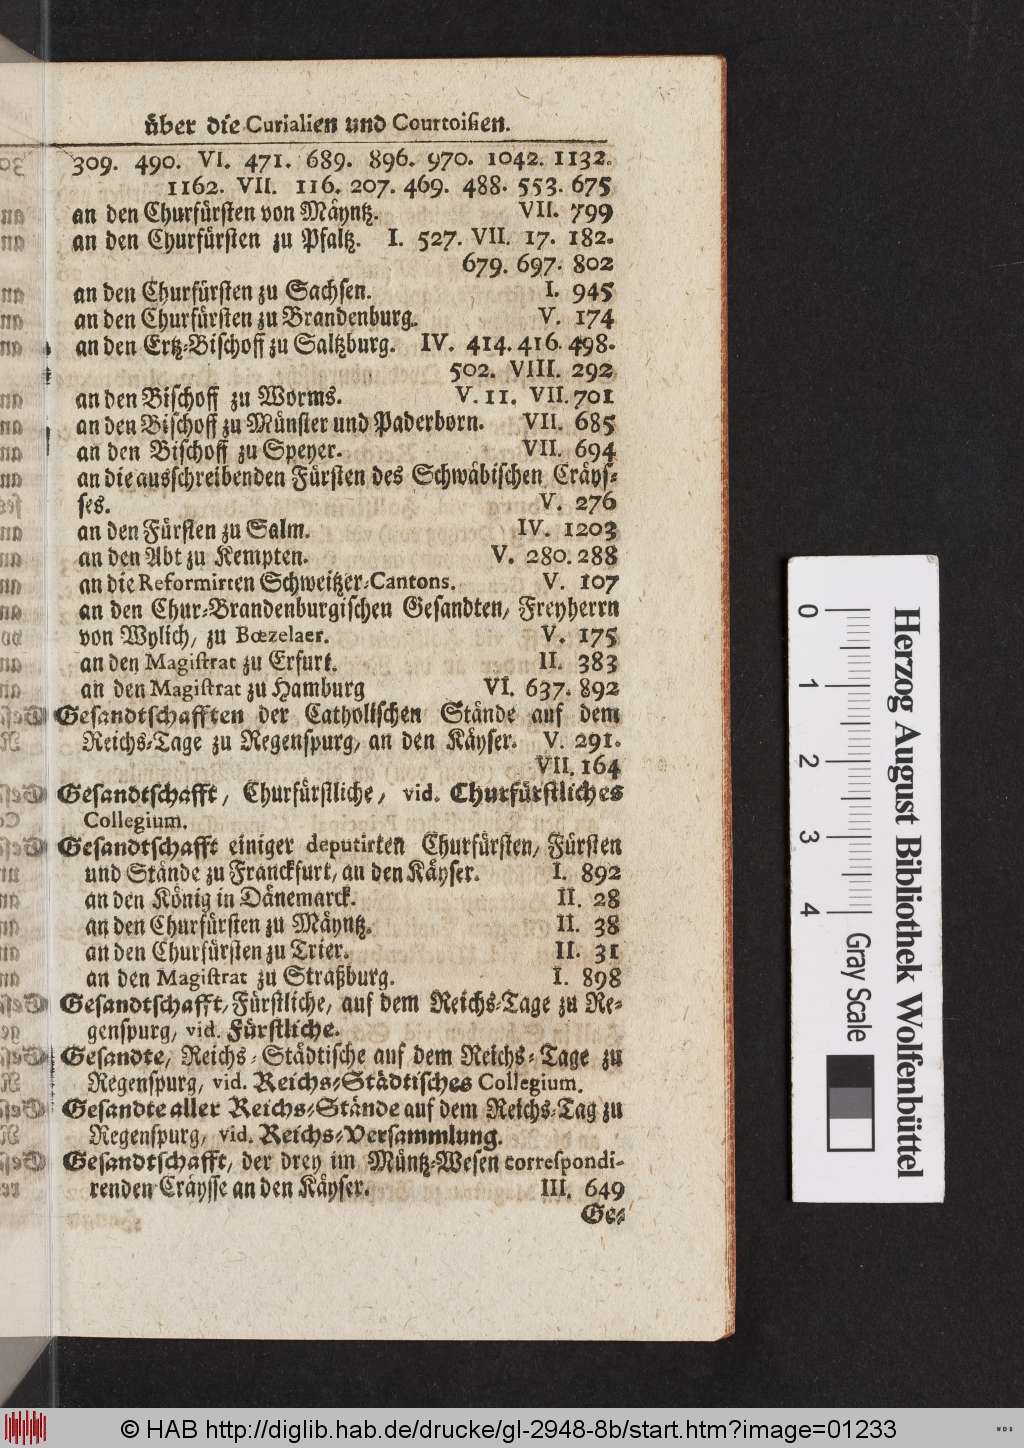 über die Curialien und Courtoißen.
309. 490. VI. 471. 689. 896. 970. 1042. 1132.
1162. VII. 116. 207. 469. 488. 553. 675
an den Churfürsten von Mäyntz. VII. 799
an den Churfürsten zu Pfaltz. I. 527. VII. 17. 182.
679. 697. 802
an den Churfürsten zu Sachsen. I. 945
an den Churfürsten zu Brandenburg. V. 174
an den Ertz-Bischoff zu Saltzburg. IV. 414. 416. 498.
502. VIII. 292
an den Bischoff zu Worms. V. 11. VII. 701
an den Bischoff zu Münster und Paderborn. VII. 685
an den Bischoff zu Speyer. VII. 694
an die ausschreibenden Fürsten des Schwäbischen Cräys-
ses. V. 276
an den Fürsten zu Salm. IV. 1203
an den Abt zu Kempten. V. 280. 288
an die Reformirten Schweitzer-Cantons. V. 107
an den Chur-Brandenburgischen Gesandten, Freyherrn
von Wylich, zu Bœzelaer. V. 175
an den Magistrat zu Erfurt. II. 383
an den Magistrat zu Hamburg VI. 637. 892
Gesandtschafften der Catholischen Stände auf dem
Reichs-Tage zu Regenspurg, an den Käyser. V. 291.
VII. 164
Gesandtschafft, Churfürstliche, vid. Churfürstliches
Collegium.
Gesandtschafft einiger deputirten Churfürsten, Fürsten
und Stände zu Franckfurt, an den Käyser. I. 892
an den König in Dänemarck. II. 28
an den Churfürsten zu Mäyntz. II. 38
an den Churfürsten zu Trier. II. 31
an den Magistrat zu Straßburg. I. 898
Gesandtschafft, Fürstliche, auf dem Reichs-Tage zu Re-
genspurg, vid. Fürstliche.
Gesandte, Reichs-Städtische auf dem Reichs-Tage zu
Regenspurg, vid. Reichs-Städtisches Collegium.
Gesandte aller Reichs-Stände auf dem Reichs-Tag zu
Regenspurg, vid. Reichs-Versammlung.
Gesandtschafft, der drey im Müntz-Wesen correspondi-
renden Cräysse an den Käyser. III. 649
Ge-
0 1 2 3 4 Gray Scale
Herzog August Bibliothek Wolfenbüttel
© HAB http://diglib.hab.de/drucke/gl-2948-8b/start.htm?image=01233